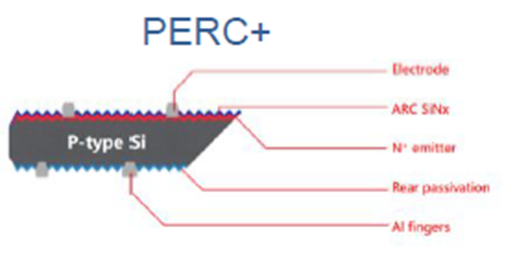 PERC+
Electrode
ARC SiNx
P-type Si
N⁺ emitter
Rear passivation
Al fingers